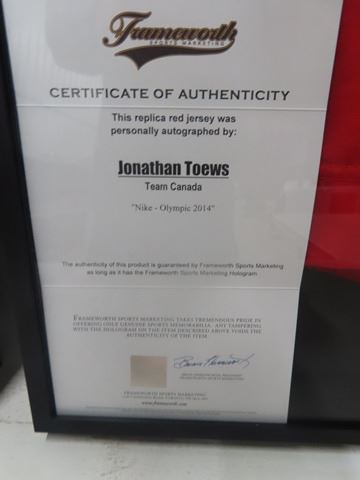 Frameworth
SPORTS MARKETING
CERTIFICATE OF AUTHENTICITY
This replica red jersey was
personally autographed by:
Jonathan Toews
Team Canada
"Nike - Olympic 2014"
The authenticity of this product is guaranteed by Frameworth Sports Marketing
as long as it has the Frameworth Sports Marketing Hologram
FRAMEWORTH SPORTS MARKETING TAKES TREMENDOUS PRIDE IN
OFFERING ONLY GENUINE SPORTS MEMORABILIA. ANY TAMPERING
WITH THE HOLOGRAM OR THE ITEM DESCRIBED ABOVE VOIDS THE
AUTHENTICITY OF THE ITEM.
FRAMEWORTH SPORTS MARKETING
www.frameworth.com